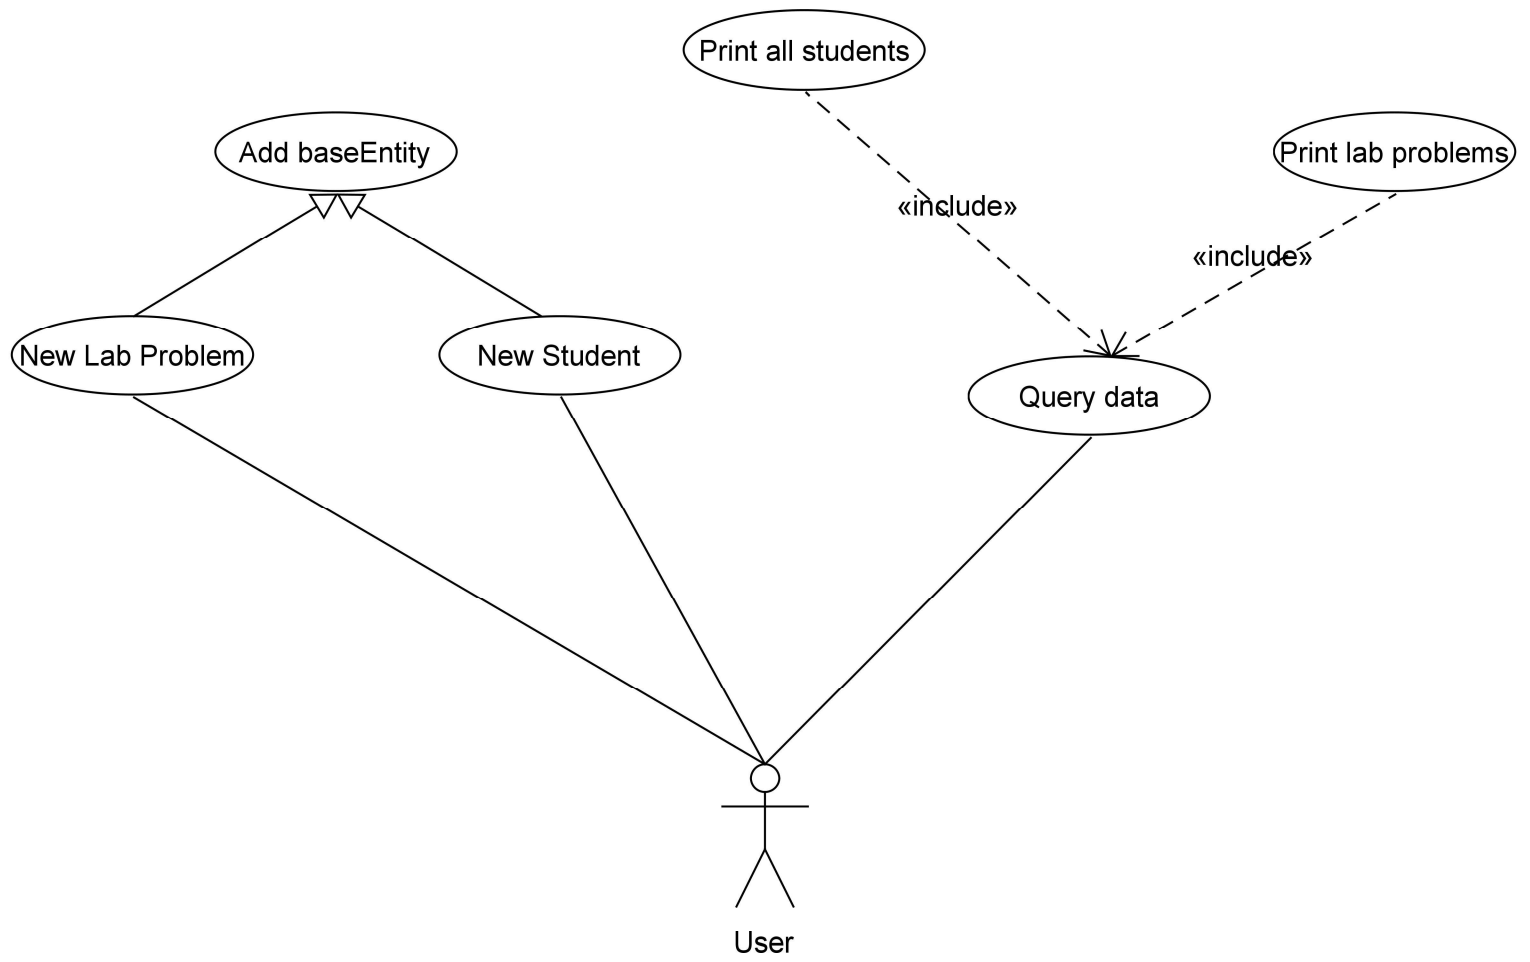 Print all students
Add baseEntity
Print lab problems
«include»
«include»
New Lab Problem
New Student
Query data
User